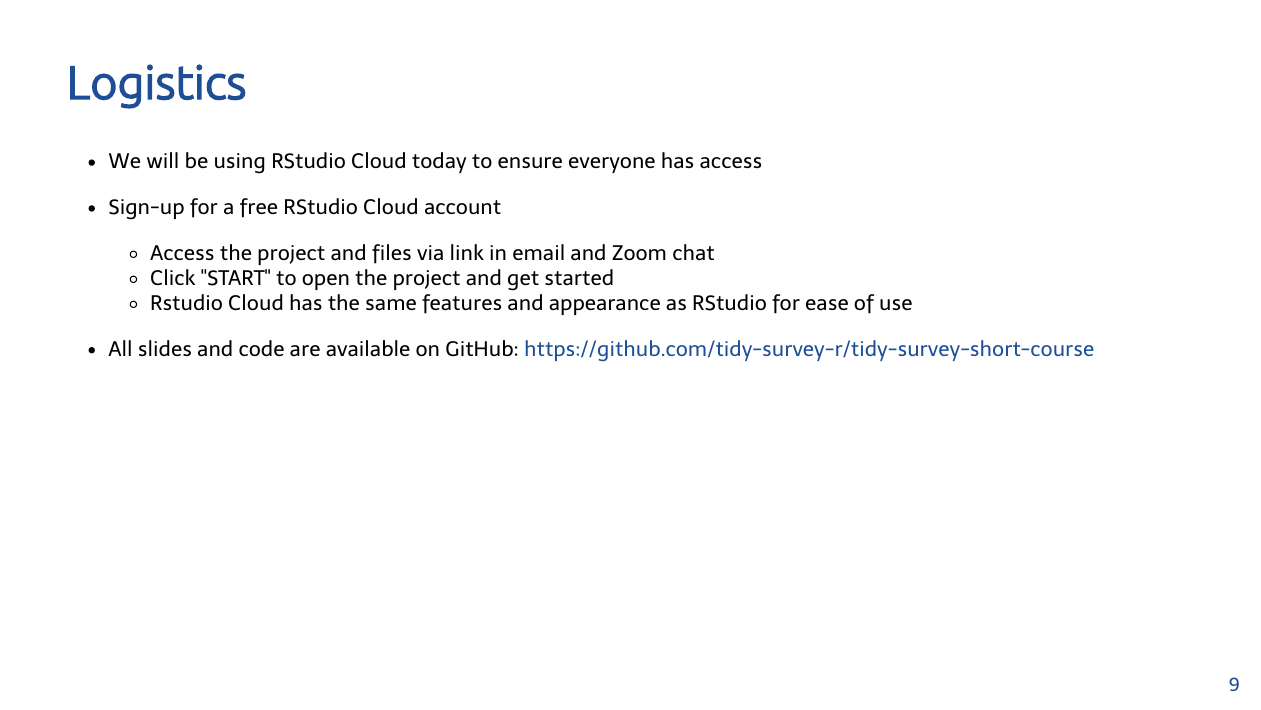 Logistics
We will be using RStudio Cloud today to ensure everyone has access
Sign-up for a free RStudio Cloud account
Access the project and files via link in email and Zoom chat
Click "START" to open the project and get started
Rstudio Cloud has the same features and appearance as RStudio for ease of use
All slides and code are available on GitHub: https://github.com/tidy-survey-r/tidy-survey-short-course
9